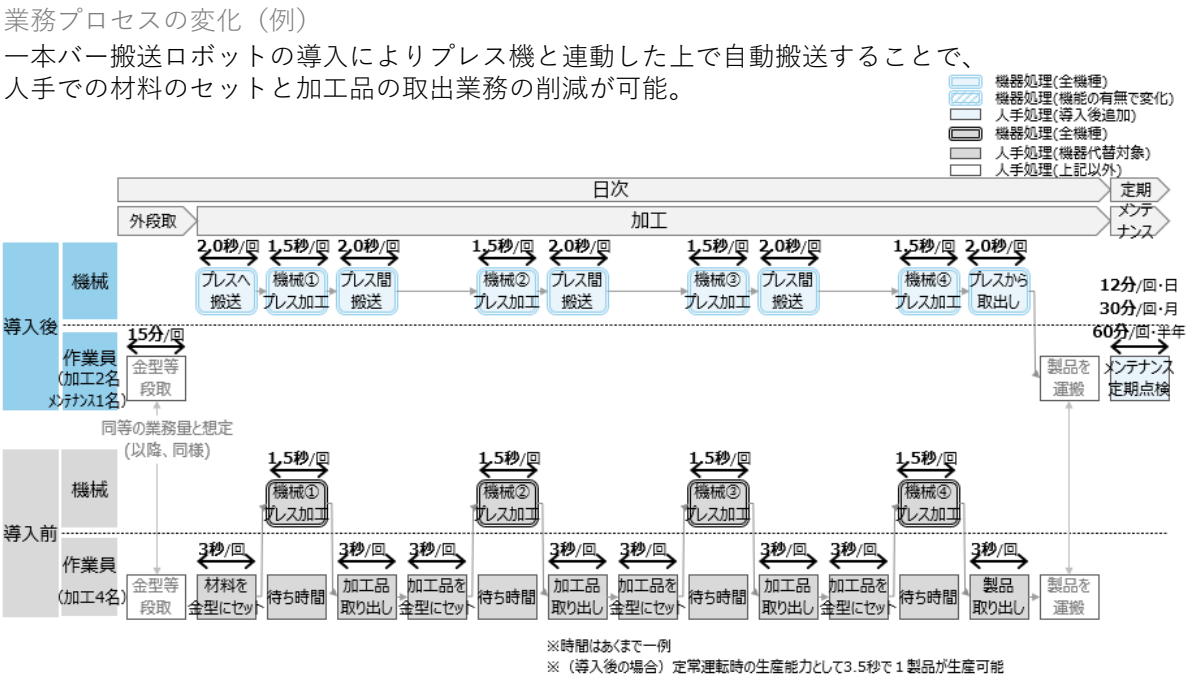 業務プロセスの変化（例）
一本バー搬送ロボットの導入によりプレス機と連動した上で自動搬送することで、
人手での材料のセットと加工品の取出業務の削減が可能。
機器処理(全機種)
機器処理(機能の有無で変化)
人手処理(導入後追加)
機器処理(全機種)
人手処理(機器代替対象)
人手処理(上記以外)
日次
定期
外段取
加工
メンテ
ナンス
導入後
機械
2.0秒/回 1.5秒/回 2.0秒/回 1.5秒/回 2.0秒/回 1.5秒/回 2.0秒/回 1.5秒/回 2.0秒/回
プレスへ 機械① プレス間 機械② プレス間 機械③ プレス間 機械④ プレスから
搬送 プレス加工 搬送 プレス加工 搬送 プレス加工 搬送 プレス加工 取出し
12分/回・日
30分/回・月
60分/回・半年
作業員
(加工2名
メンテナンス1名)
15分/回
金型等
段取
製品を
運搬
メンテナンス
定期点検
同等の業務量と想定
(以降、同様)
導入前
機械
1.5秒/回 1.5秒/回 1.5秒/回 1.5秒/回
機械① 機械② 機械③ 機械④
プレス加工 プレス加工 プレス加工 プレス加工
作業員
(加工4名)
3秒/回 3秒/回 3秒/回 3秒/回 3秒/回 3秒/回 3秒/回 3秒/回
金型等 材料を 加工品 加工品を 加工品 加工品を 加工品 加工品を 製品 製品を
段取 金型にセット 待ち時間 取り出し 金型にセット 待ち時間 取り出し 金型にセット 待ち時間 取り出し 金型にセット 待ち時間 取り出し 運搬
※時間はあくまで一例
※（導入後の場合）定常運転時の生産能力として3.5秒で１製品が生産可能